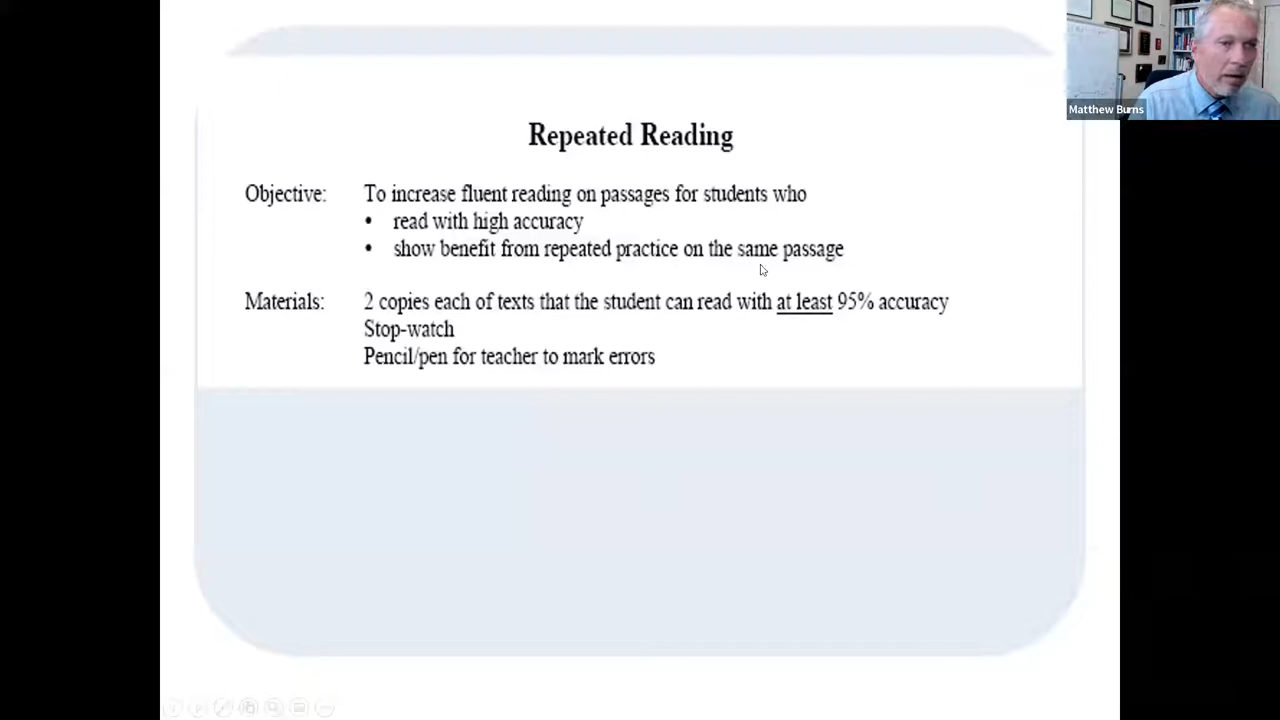 Matthew Burns
Repeated Reading
Objective: To increase fluent reading on passages for students who
• read with high accuracy
• show benefit from repeated practice on the same passage
Materials: 2 copies each of texts that the student can read with at least 95% accuracy
Stop-watch
Pencil/pen for teacher to mark errors